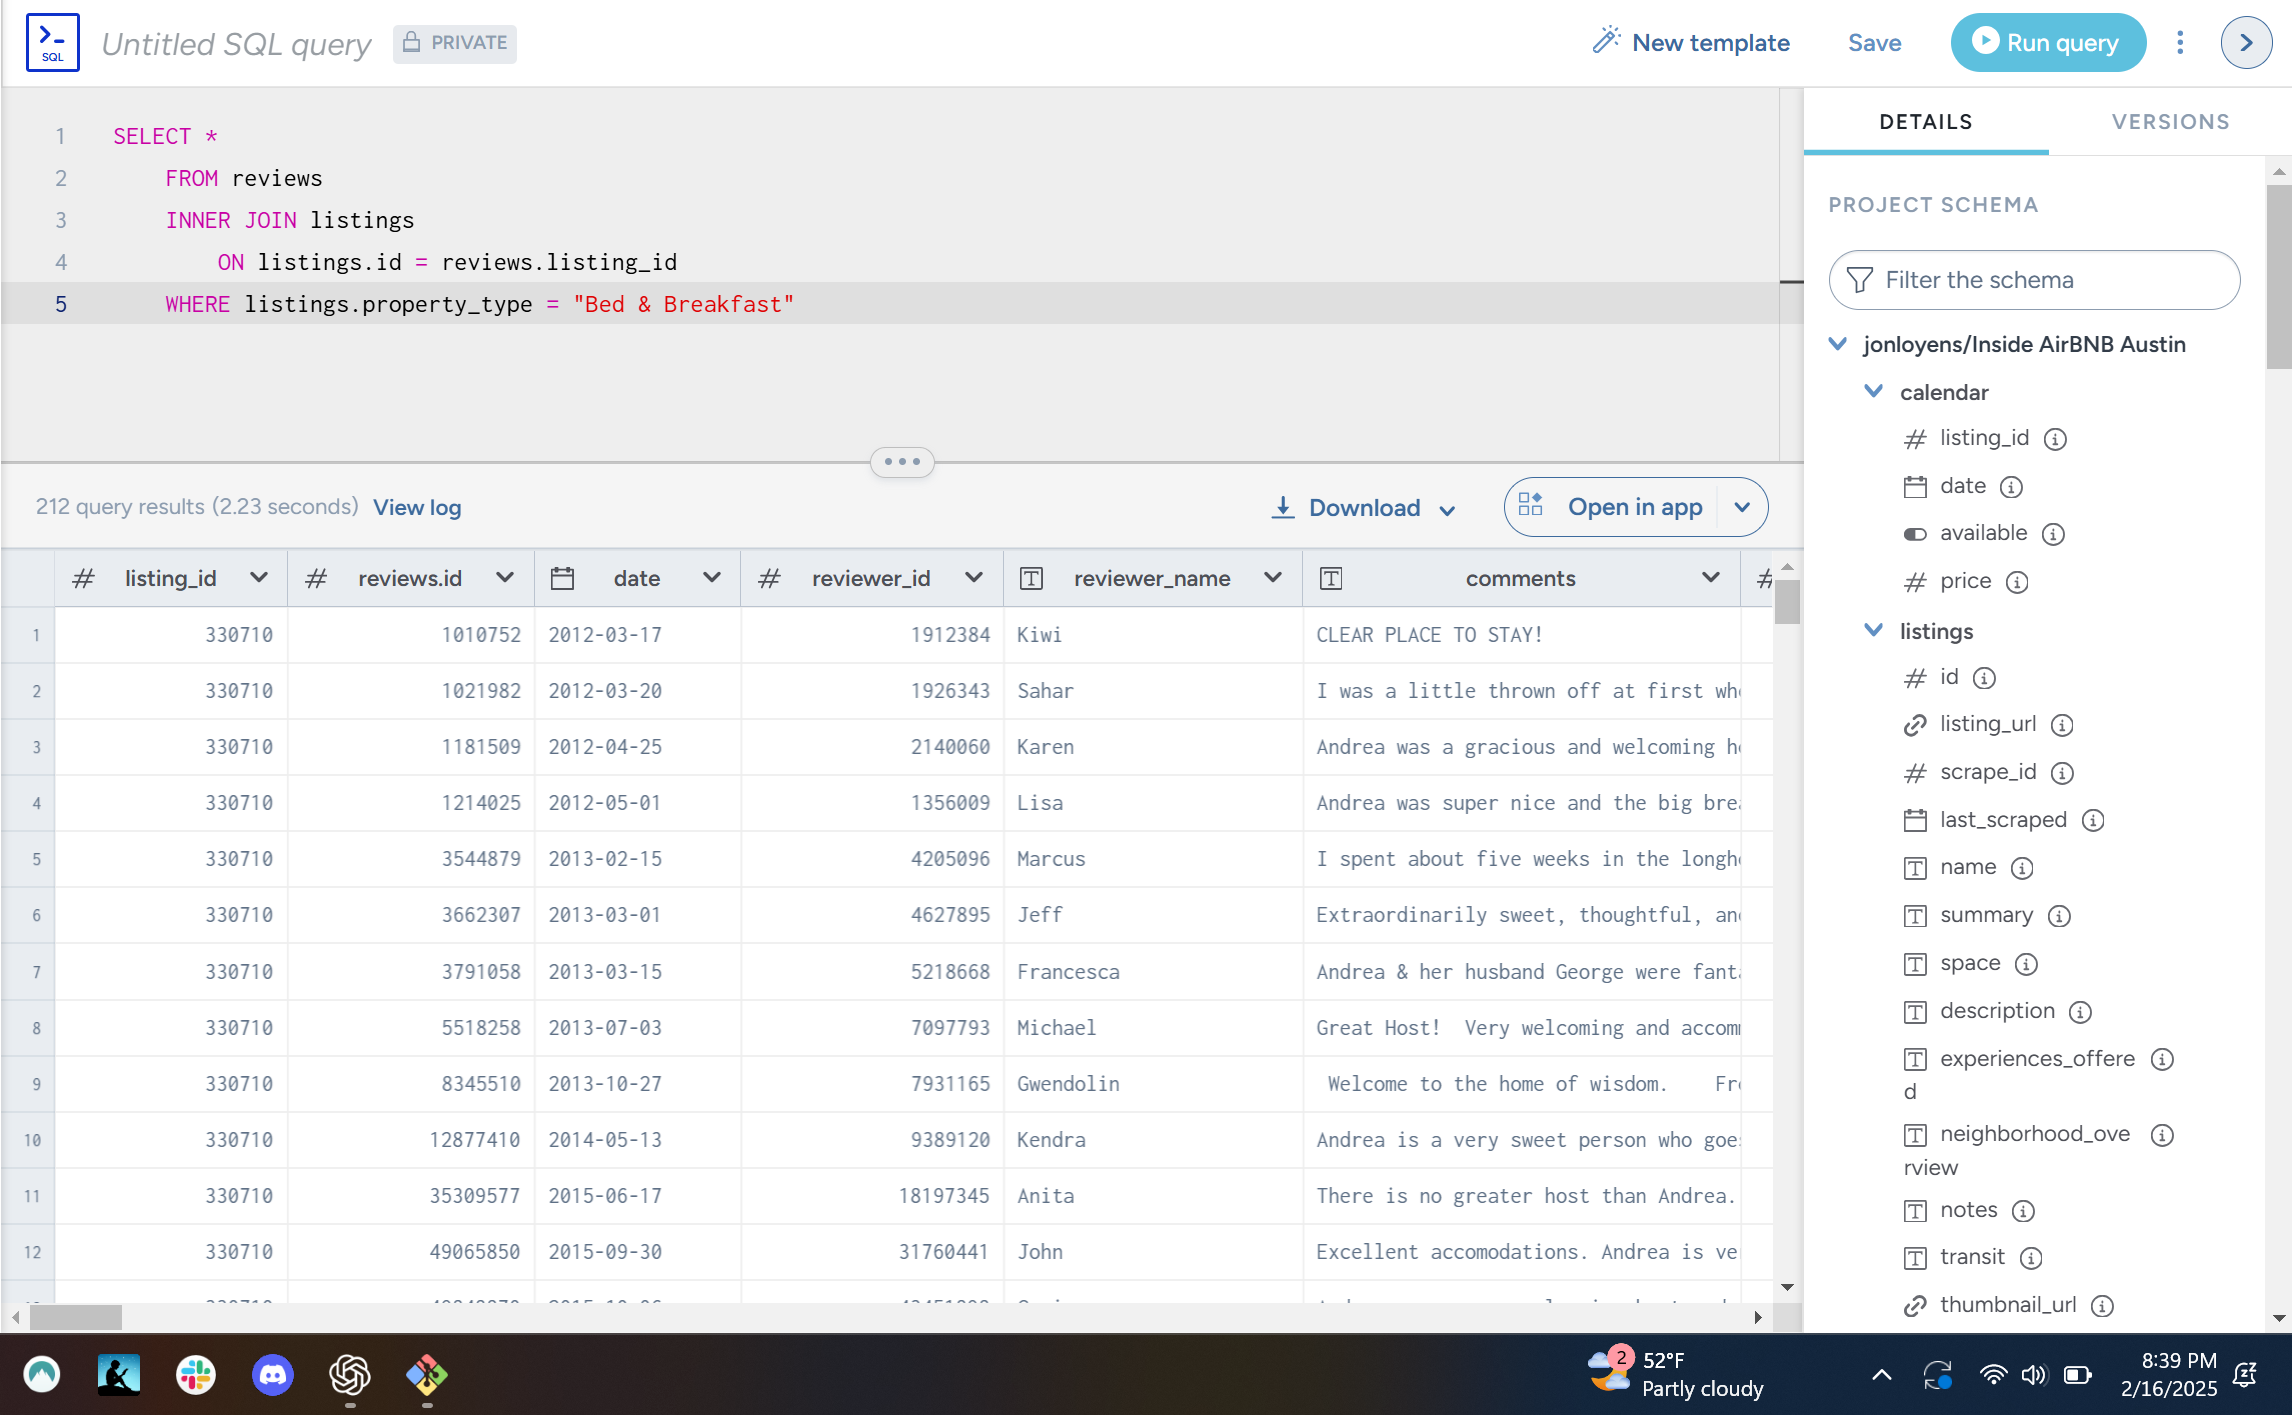 SQL
Untitled SQL query
PRIVATE
New template
Save
Run query
1 SELECT *
2 FROM reviews
3 INNER JOIN listings
4 ON listings.id = reviews.listing_id
5 WHERE listings.property_type = "Bed & Breakfast"
212 query results (2.23 seconds) View log
Download
Open in app
listing_id reviews.id date reviewer_id reviewer_name comments
1 330710 1010752 2012-03-17 1912384 Kiwi CLEAR PLACE TO STAY!
2 330710 1021982 2012-03-20 1926343 Sahar I was a little thrown off at first
3 330710 1181509 2012-04-25 2140060 Karen Andrea was a gracious and welcoming
4 330710 1214025 2012-05-01 1356009 Lisa Andrea was super nice and the big
5 330710 3544879 2013-02-15 4205096 Marcus I spent about five weeks in the
6 330710 3662307 2013-03-01 4627895 Jeff Extraordinarily sweet, thoughtful,
7 330710 3791058 2013-03-15 5218668 Francesca Andrea & her husband George were
8 330710 5518258 2013-07-03 7097793 Michael Great Host! Very welcoming and
9 330710 8345510 2013-10-27 7931165 Gwendolin Welcome to the home of wisdom.
10 330710 12877410 2014-05-13 9389120 Kendra Andrea is a very sweet person who
11 330710 35309577 2015-06-17 18197345 Anita There is no greater host than Andrea.
12 330710 49065850 2015-09-30 31760441 John Excellent accomodations. Andrea is ve
DETAILS
VERSIONS
PROJECT SCHEMA
Filter the schema
jonloyens/Inside AirBNB Austin
calendar
listing_id
date
available
price
listings
id
listing_url
scrape_id
last_scraped
name
summary
space
description
experiences_offere
d
neighborhood_ove
rview
notes
transit
thumbnail_url
2
52°F
Partly cloudy
8:39 PM
2/16/2025